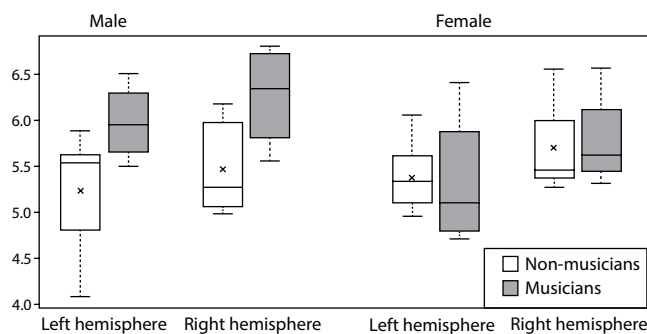 Male Female
6.5
6.0
5.5
5.0
4.5
4.0
Non-musicians
Musicians
Left hemisphere Right hemisphere Left hemisphere Right hemisphere